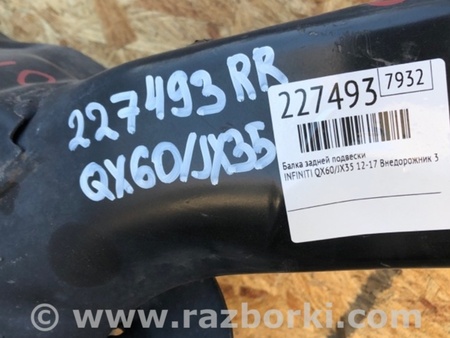 227493 RR
QX60/JX35
227493 7932
Балка задней подвески
INFINITI QX60/JX35 12-17 Внедорожник 3
© www.razborki.com